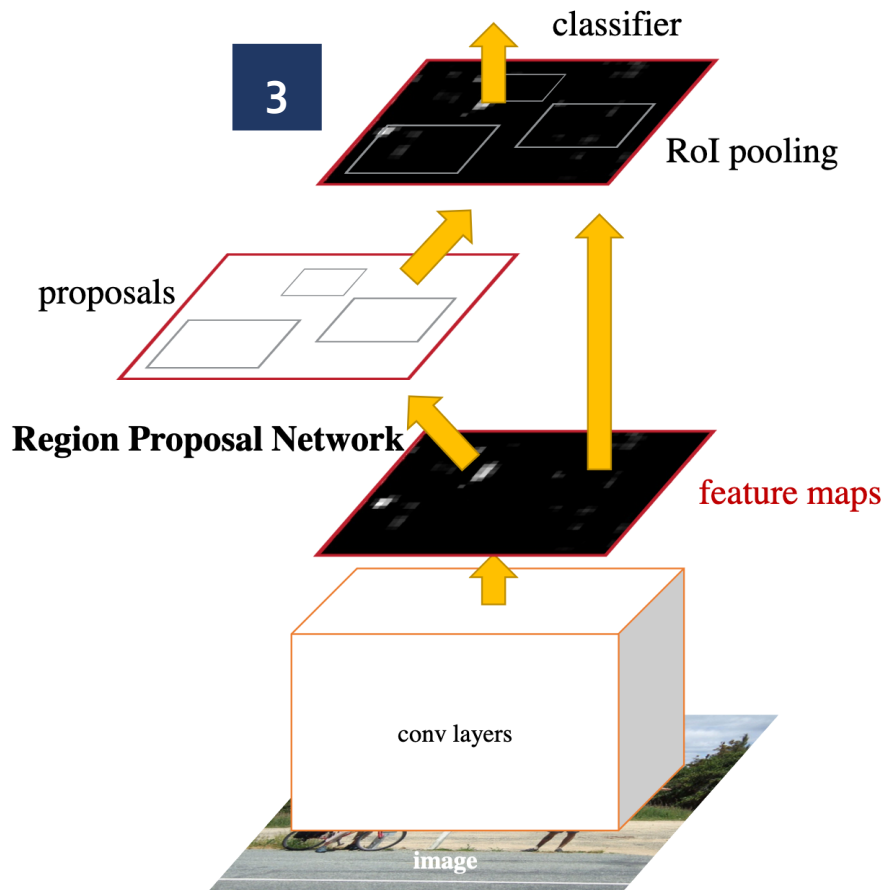 classifier
3
RoI pooling
proposals
Region Proposal Network
feature maps
conv layers
image